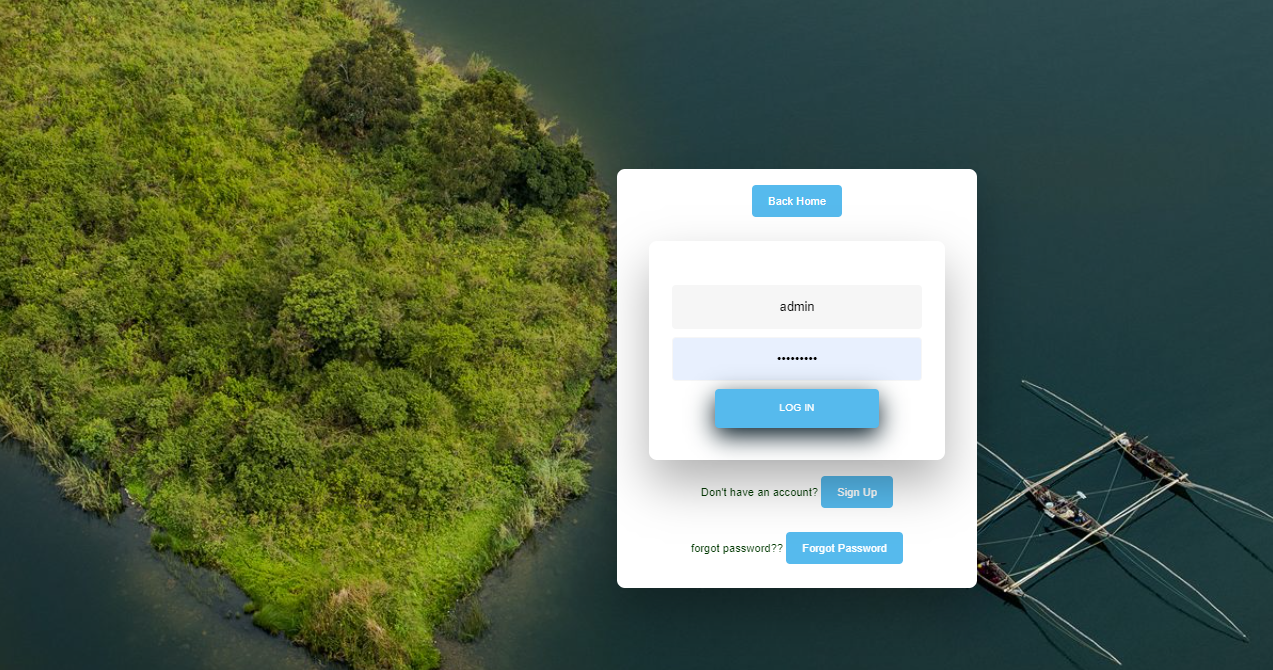 Back Home
admin
•••••••••
LOG IN
Don't have an account? Sign Up
forgot password?? Forgot Password